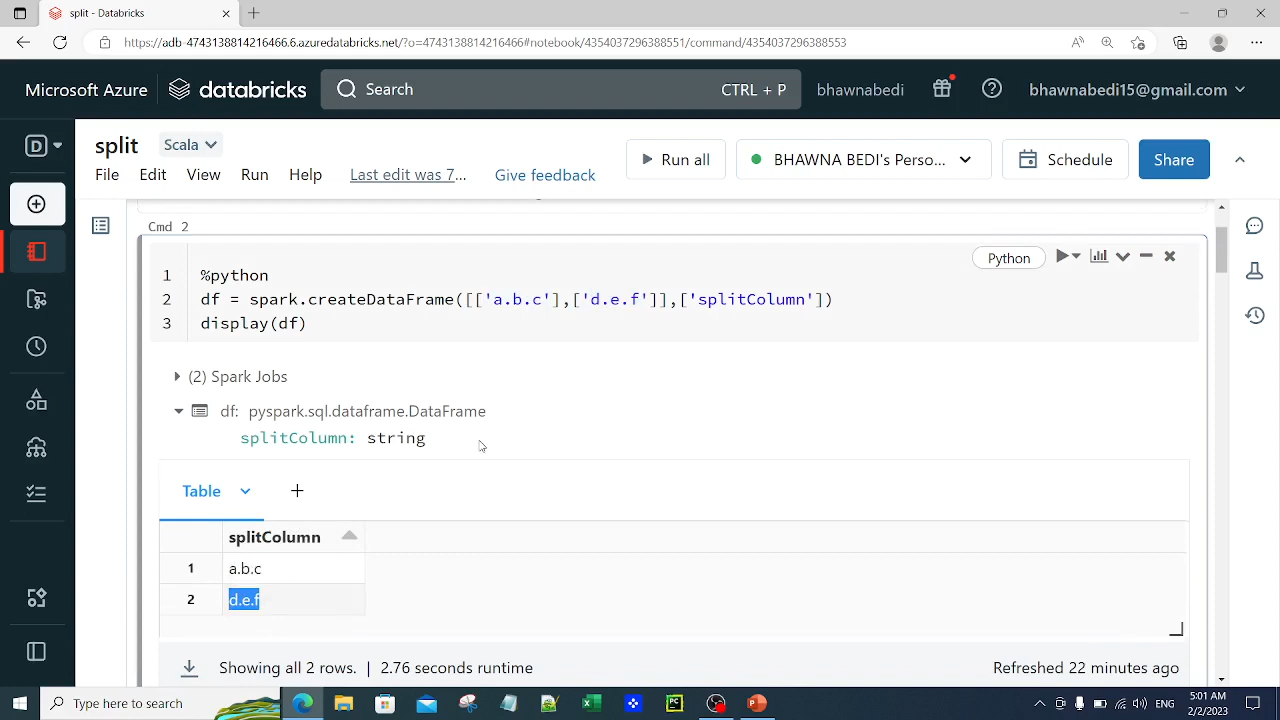 split - Databricks
https://adb-4743138814216466.6.azuredatabricks.net/?o=4743138814216466#notebook/4354037296388551/command/4354037296388553
Microsoft Azure
databricks
Search
CTRL + P
bhawnabedi
bhawnabedi15@gmail.com
D
split
Scala
File Edit View Run Help Last edit was 7... Give feedback
Run all
BHAWNA BEDI's Perso...
Schedule
Share
Cmd 2
Python
1 %python
2 df = spark.createDataFrame([['a.b.c'],['d.e.f']],['splitColumn'])
3 display(df)
(2) Spark Jobs
df: pyspark.sql.dataframe.DataFrame
splitColumn: string
Table
splitColumn
1 a.b.c
2 d.e.f
Showing all 2 rows. | 2.76 seconds runtime
Refreshed 22 minutes ago
Type here to search
PC
ENG
5:01 AM
2/2/2023